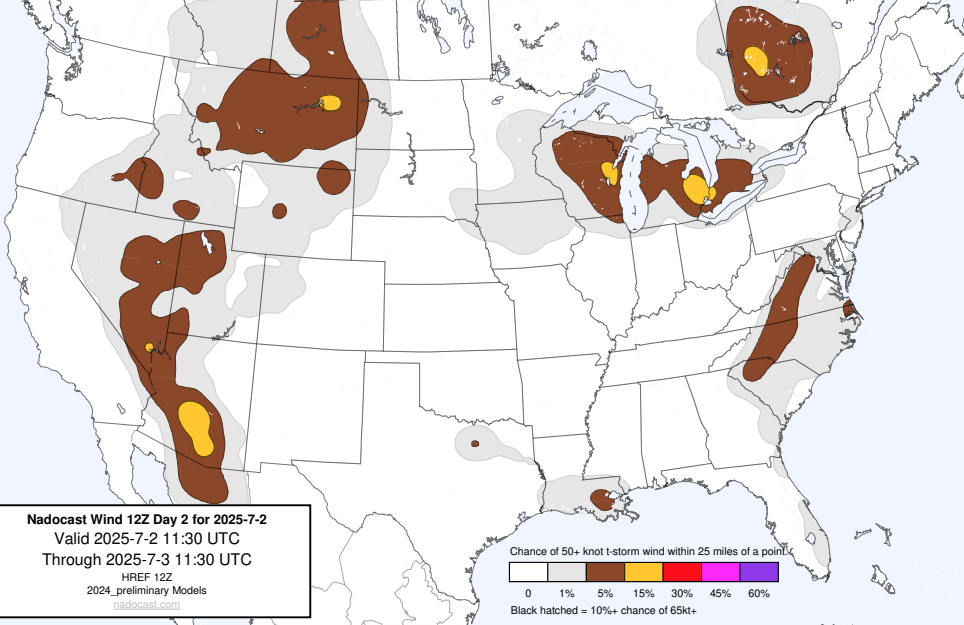 Nadocast Wind 12Z Day 2 for 2025-7-2
Valid 2025-7-2 11:30 UTC
Through 2025-7-3 11:30 UTC
HREF 12Z
2024_preliminary Models
nadocast.com
Chance of 50+ knot t-storm wind within 25 miles of a point.
0 1% 5% 15% 30% 45% 60%
Black hatched = 10%+ chance of 65kt+